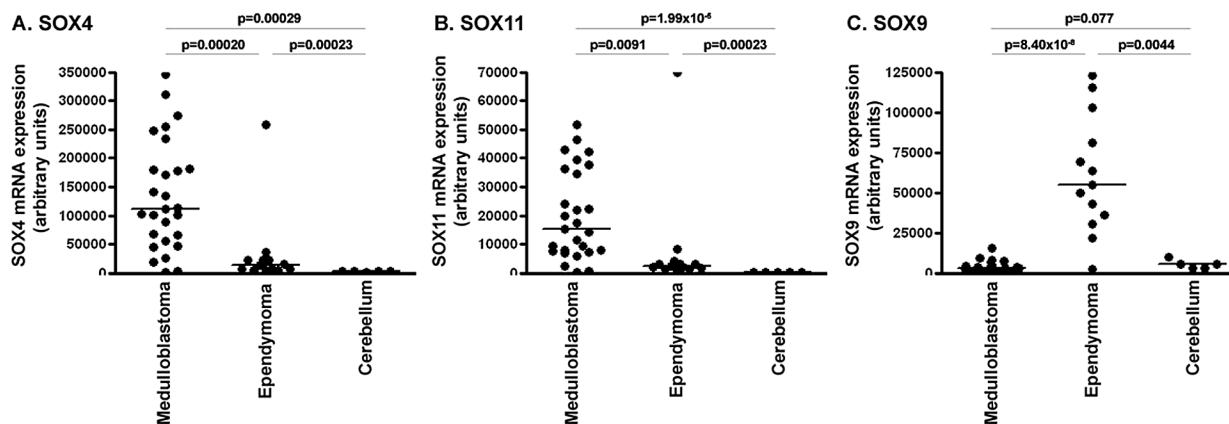 A. SOX4
p=0.00029
p=0.00020
p=0.00023
SOX4 mRNA expression
(arbitrary units)
350000
300000
250000
200000
150000
100000
50000
0
Medulloblastoma
Ependymoma
Cerebellum
B. SOX11
p=1.99x10⁻⁵
p=0.0091
p=0.00023
SOX11 mRNA expression
(arbitrary units)
70000
60000
50000
40000
30000
20000
10000
0
Medulloblastoma
Ependymoma
Cerebellum
C. SOX9
p=0.077
p=8.40x10⁻⁸
p=0.0044
SOX9 mRNA expression
(arbitrary units)
125000
100000
75000
50000
25000
0
Medulloblastoma
Ependymoma
Cerebellum